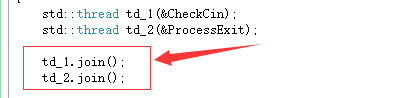 std::thread td_1(&CheckCin);
std::thread td_2(&ProcessExit);
td_1.join();
td_2.join();